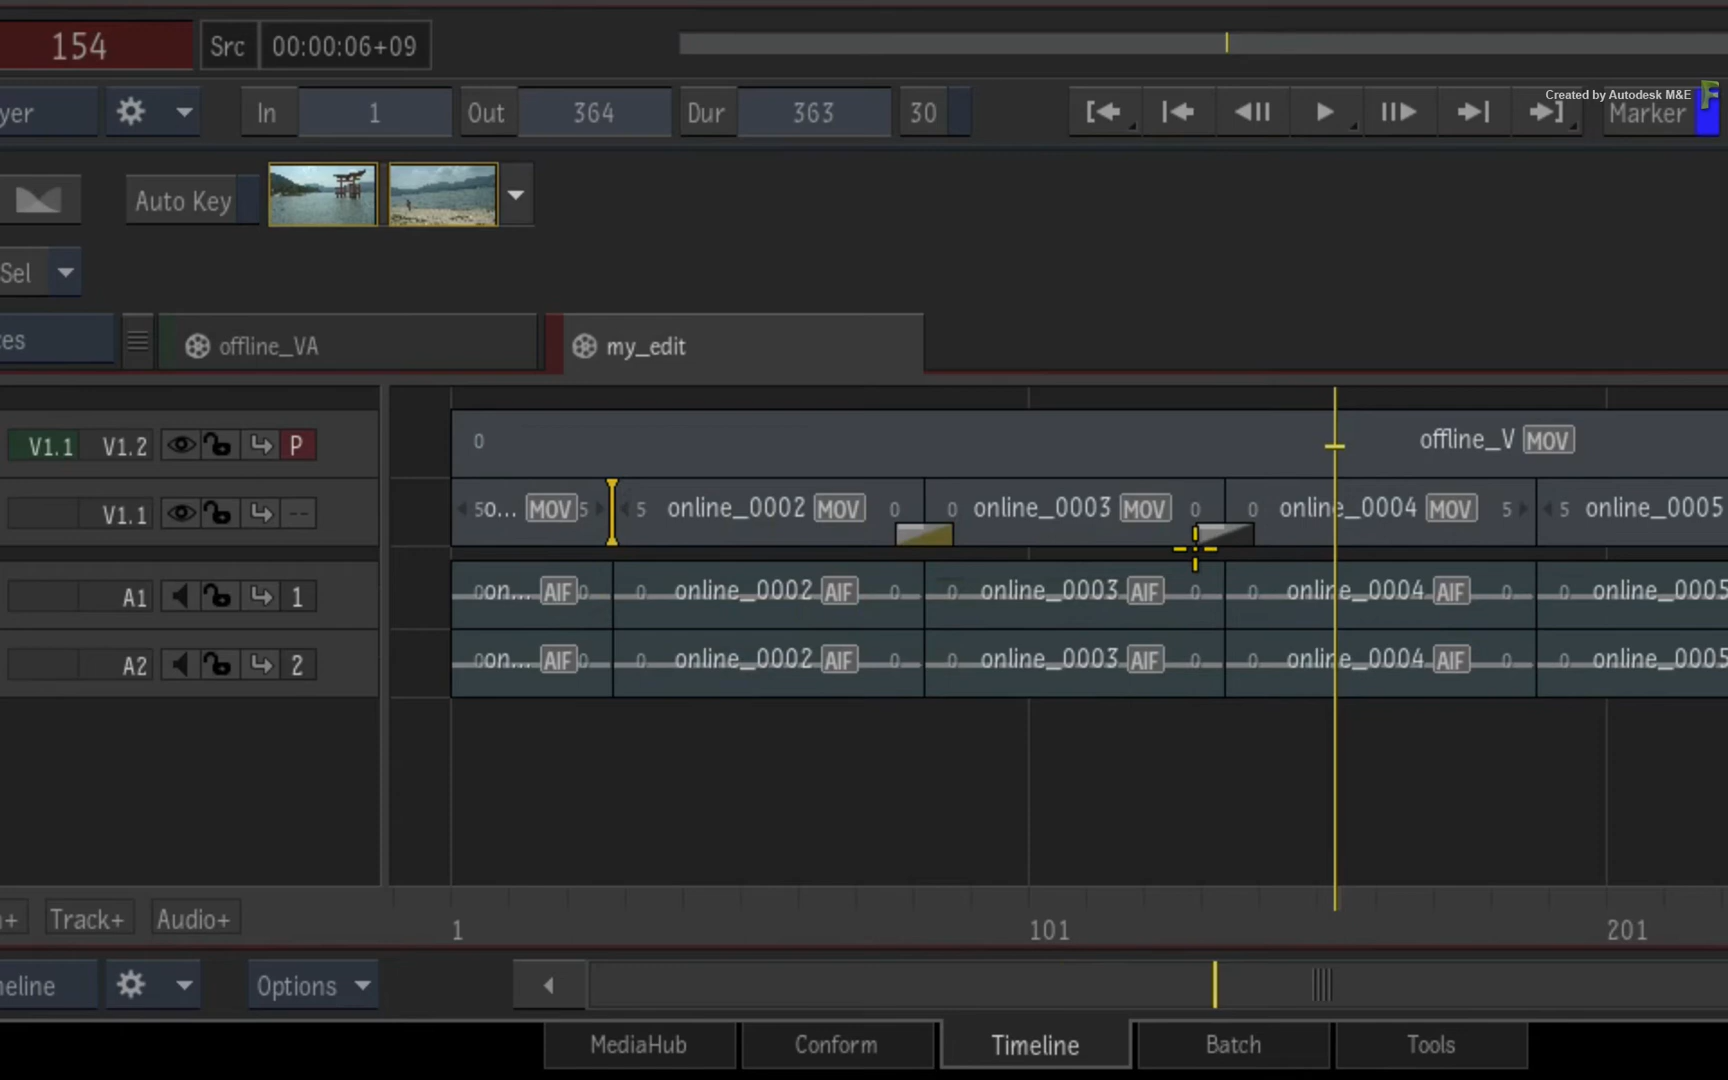 154 Src 00:00:06+09
yer In 1 Out 364 Dur 363 30 Marker
Created by Autodesk M&E
Auto Key
Sel
ces offline_VA my_edit
V1.1 V1.2 P 0 offline_V MOV
V1.1 -- 5 o... MOV 5 5 online_0002 MOV 0 0 online_0003 MOV 0 0 online_0004 MOV 5 5 online_0005
A1 1 0 on... AIF 0 0 online_0002 AIF 0 0 online_0003 AIF 0 0 online_0004 AIF 0 0 online_0005
A2 2 0 on... AIF 0 0 online_0002 AIF 0 0 online_0003 AIF 0 0 online_0004 AIF 0 0 online_0005
+ Track+ Audio+ 1 101 201
eline Options
MediaHub Conform Timeline Batch Tools